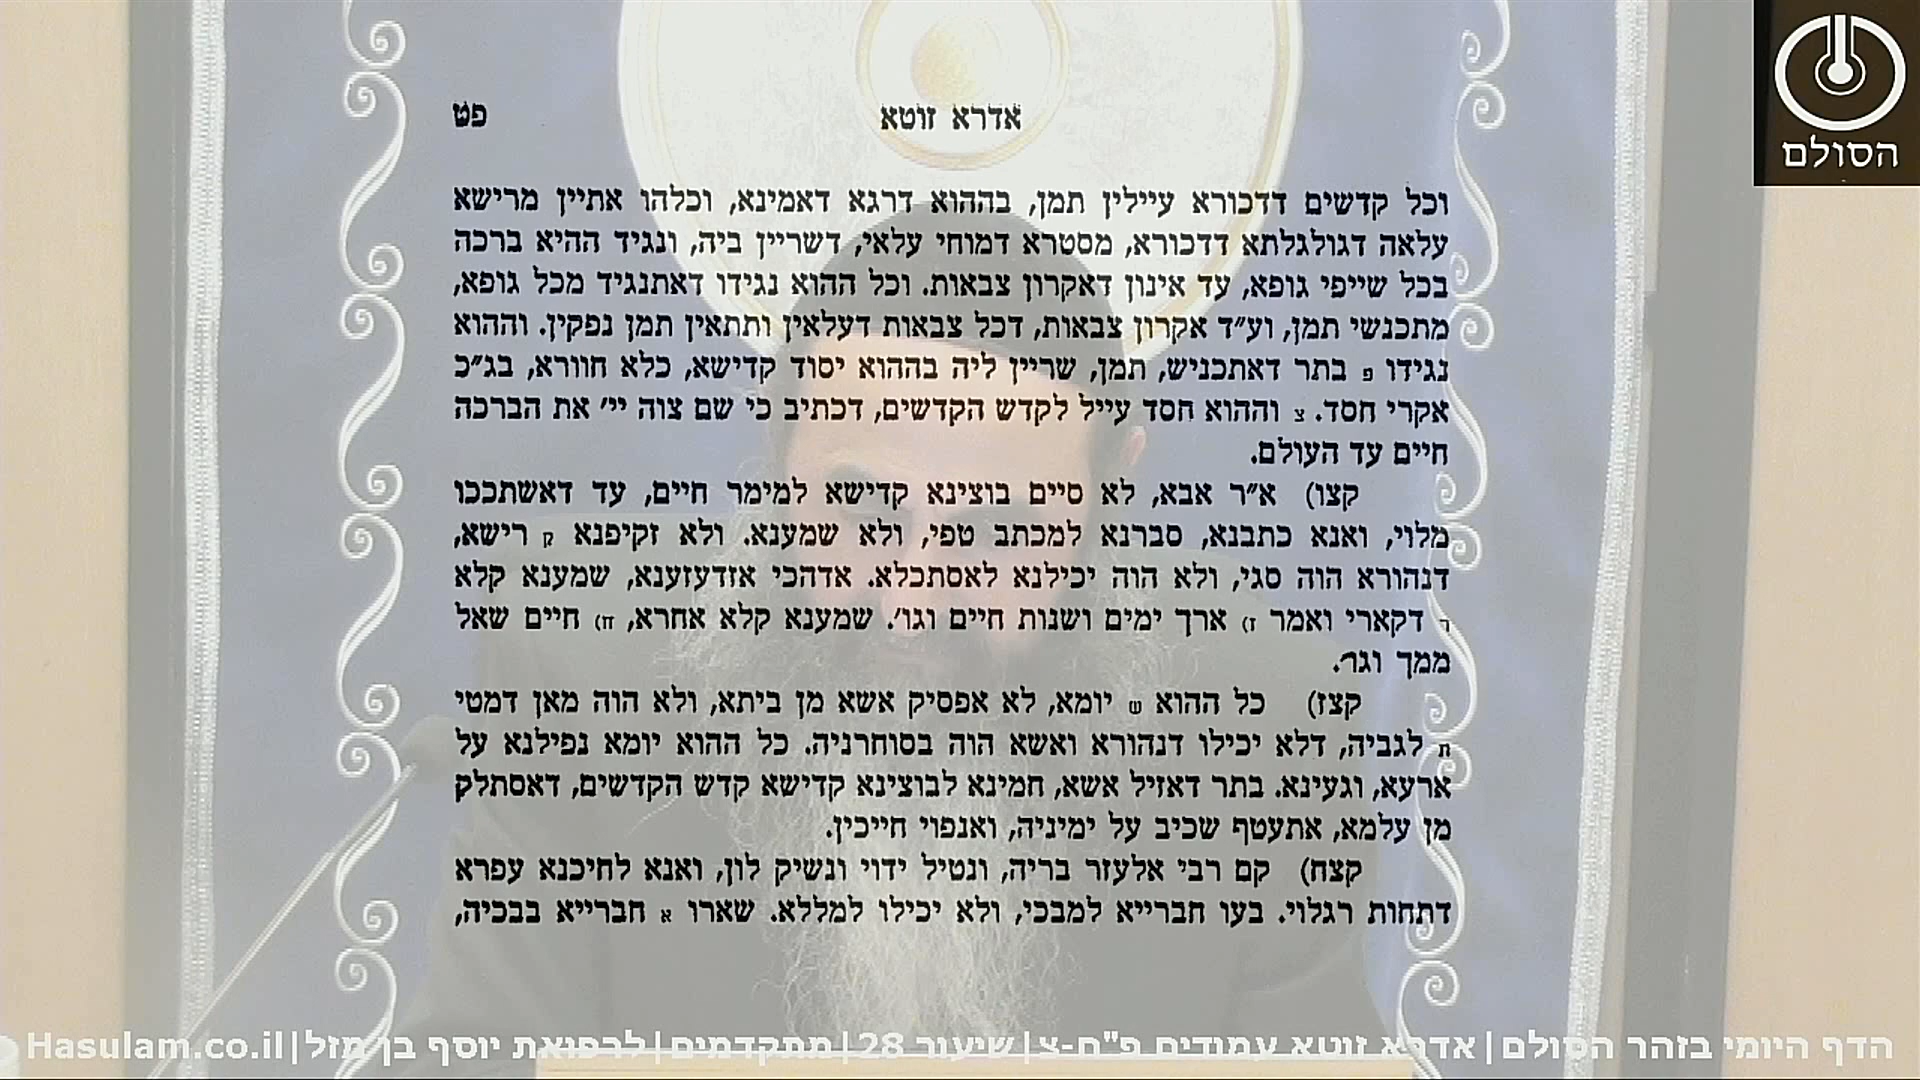 הסולם
אדרא זוטא פט
וכל קדשים דדכורא עיילין תמן, בההוא דרגא דאמינא, וכלהו אתיין מרישא
עלאה דגולגלתא דדכורא, מסטרא דמוחי עלאי, דשריין ביה, ונגיד ההיא ברכה
בכל שייפי גופא, עד אינון דאקרון צבאות. וכל ההוא נגידו דאתנגיד מכל גופא,
מתכנשי תמן, וע״ד אקרון צבאות, דכל צבאות דעלאין ותתאין תמן נפקין. וההוא
נגידו פ בתר דאתכניש, תמן, שריין ליה בההוא יסוד קדישא, כלא חוורא, בג״כ
אקרי חסד. צ וההוא חסד עייל לקדש הקדשים, דכתיב כי שם צוה יי׳ את הברכה
חיים עד העולם.
קצו) א״ר אבא, לא סיים בוצינא קדישא למימר חיים, עד דאשתככו
מלוי, ואנא כתבנא, סברנא למכתב טפי, ולא שמענא. ולא זקיפנא ק רישא,
דנהורא הוה סגי, ולא הוה יכילנא לאסתכלא. אדהכי אזדעזענא, שמענא קלא
ר דקארי ואמר ז) ארך ימים ושנות חיים וגו׳. שמענא קלא אחרא, ח) חיים שאל
ממך וגו׳.
קצז) כל ההוא ש יומא, לא אפסיק אשא מן ביתא, ולא הוה מאן דמטי
ת לגביה, דלא יכילו דנהורא ואשא הוה בסוחרניה. כל ההוא יומא נפילנא על
ארעא, וגעינא. בתר דאזיל אשא, חמינא לבוצינא קדישא קדש הקדשים, דאסתלק
מן עלמא, אתעטף שכיב על ימיניה, ואנפוי חייכין.
קצח) קם רבי אלעזר בריה, ונטיל ידוי ונשיק לון, ואנא לחיכנא עפרא
דתחות רגלוי. בעו חברייא למבכי, ולא יכילו למללא. שארו א חברייא בבכיה,
הדף היומי בזהר הסולם|אדרא זוטא עמודים פ"ח-צ|שיעור 28|מתקדמים|לרפואת יוסף בן מזל|Hasulam.co.il